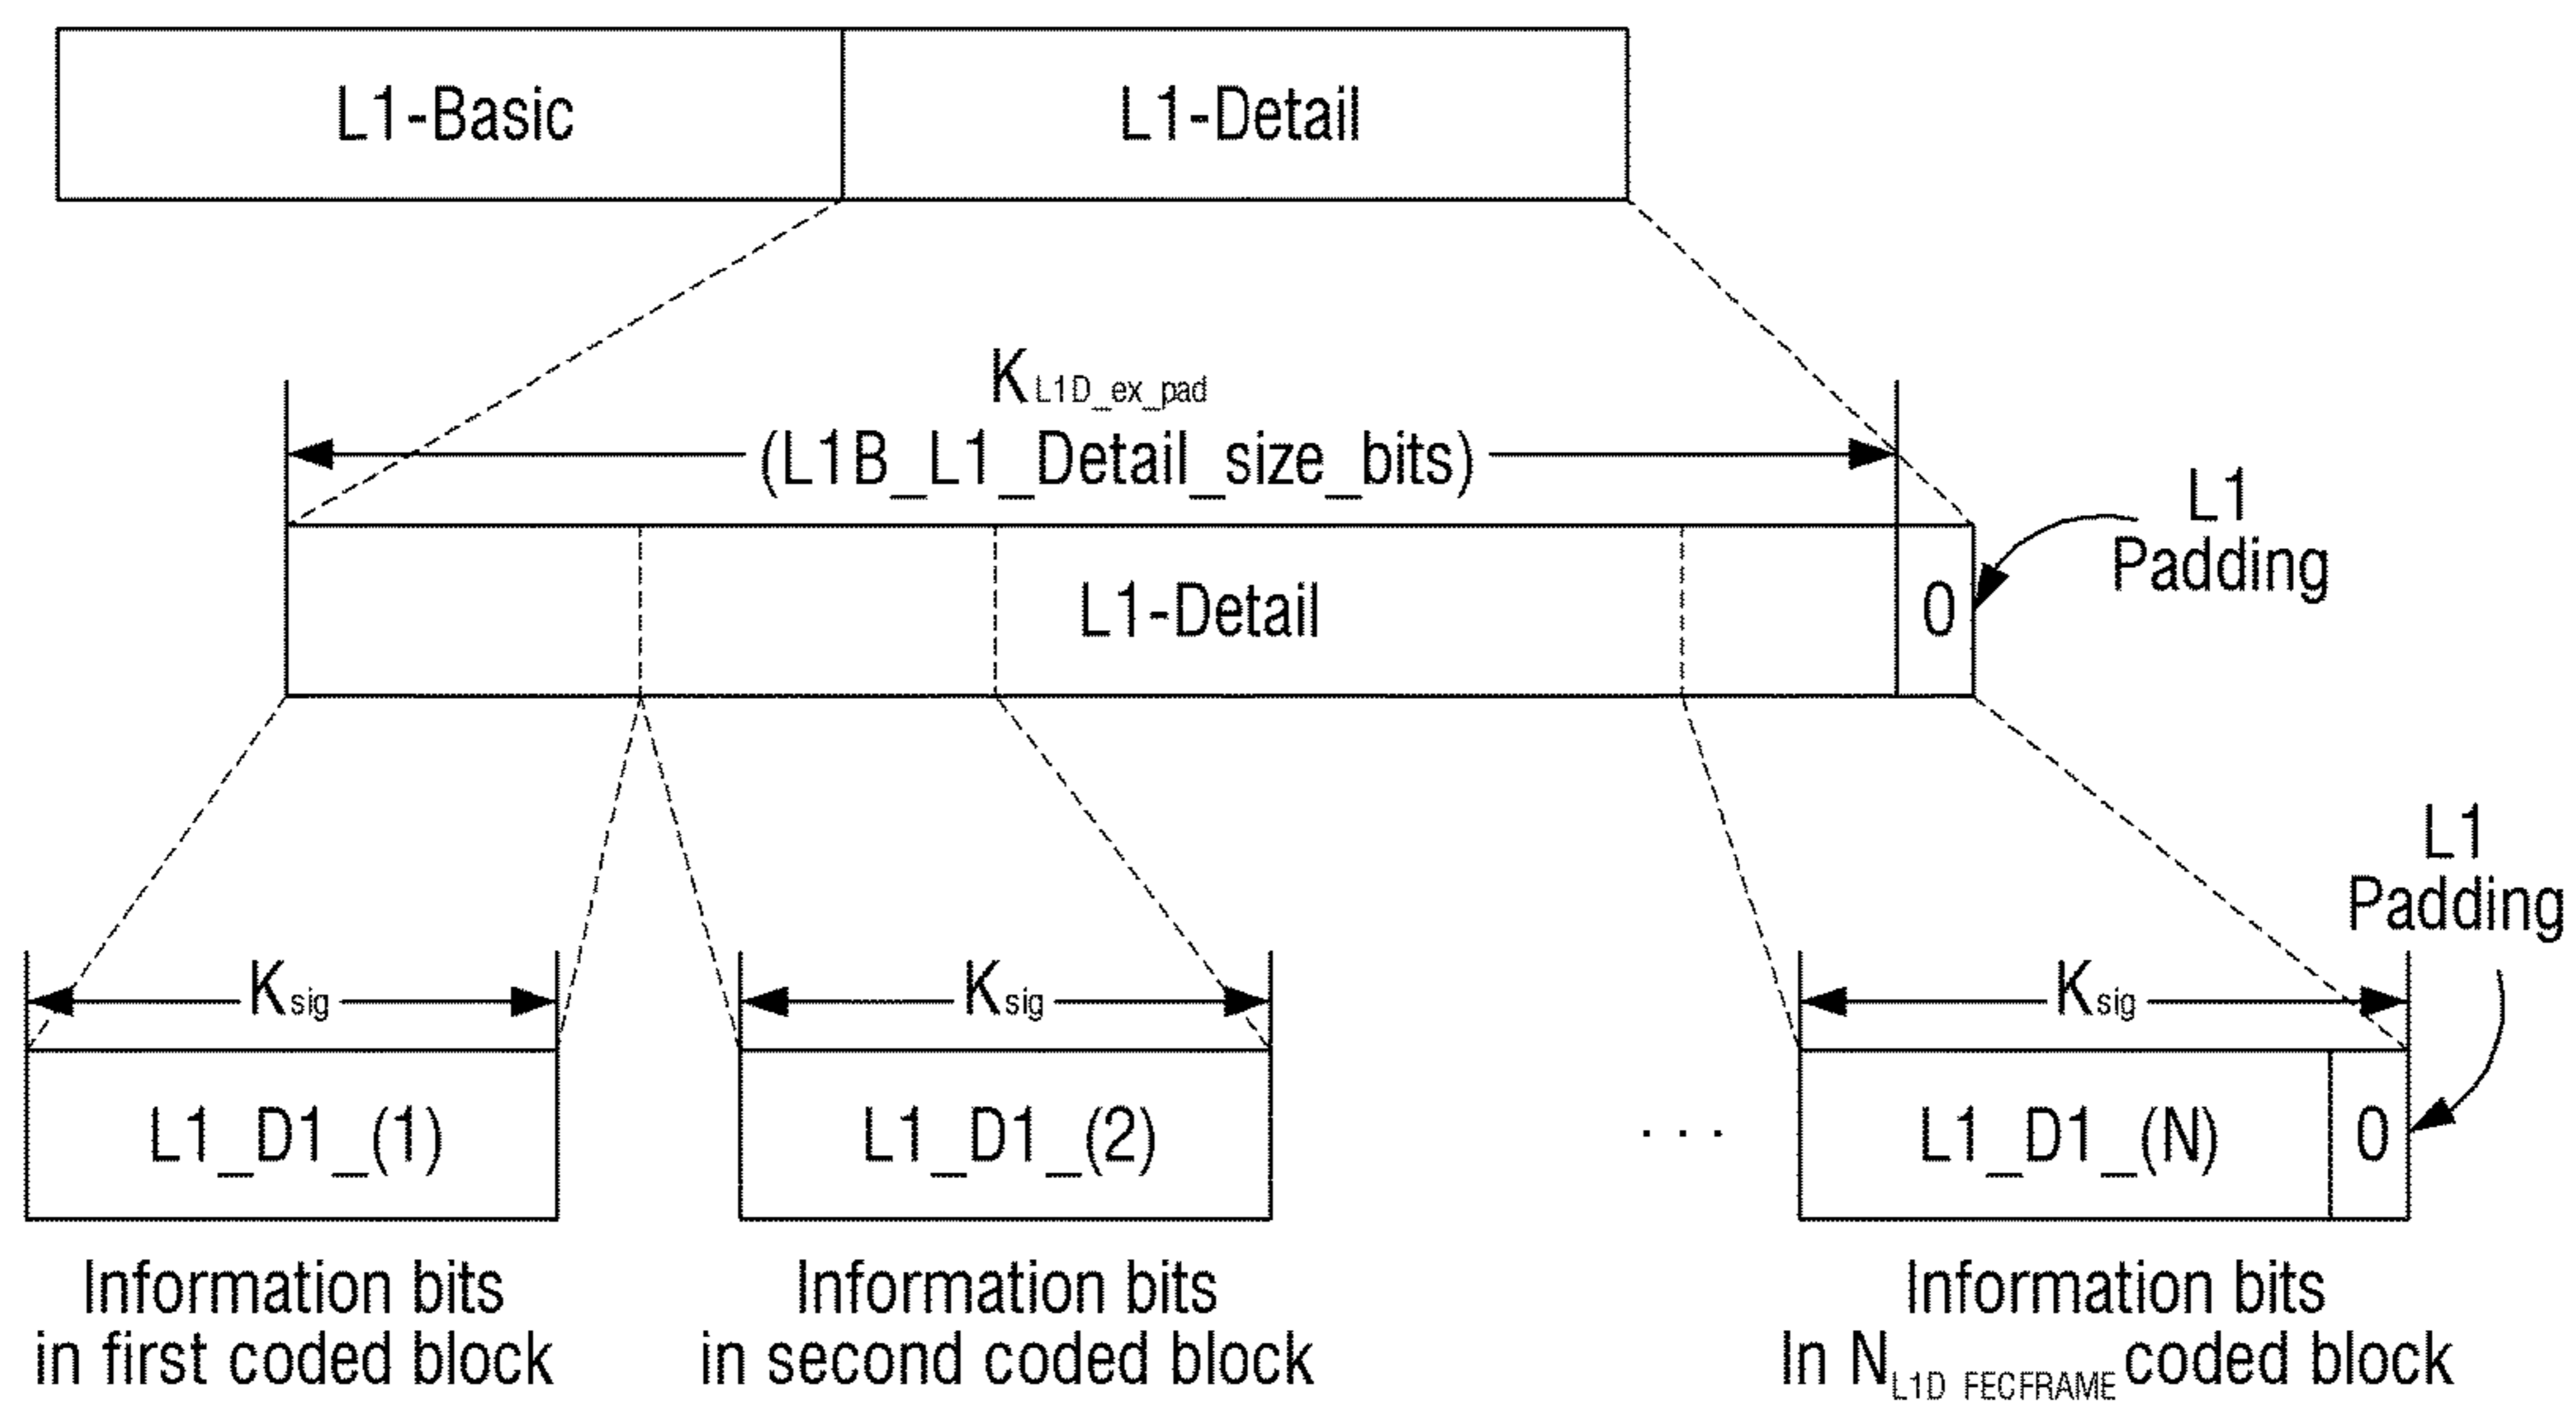 L1-Basic
L1-Detail
KL1D_ex_pad
(L1B_L1_Detail_size_bits)
L1
Padding
L1-Detail
0
L1
Padding
Ksig
Ksig
Ksig
L1_D1_(1)
L1_D1_(2)
. . .
L1_D1_(N)
0
Information bits
in first coded block
Information bits
in second coded block
Information bits
In NL1D FECFRAME coded block